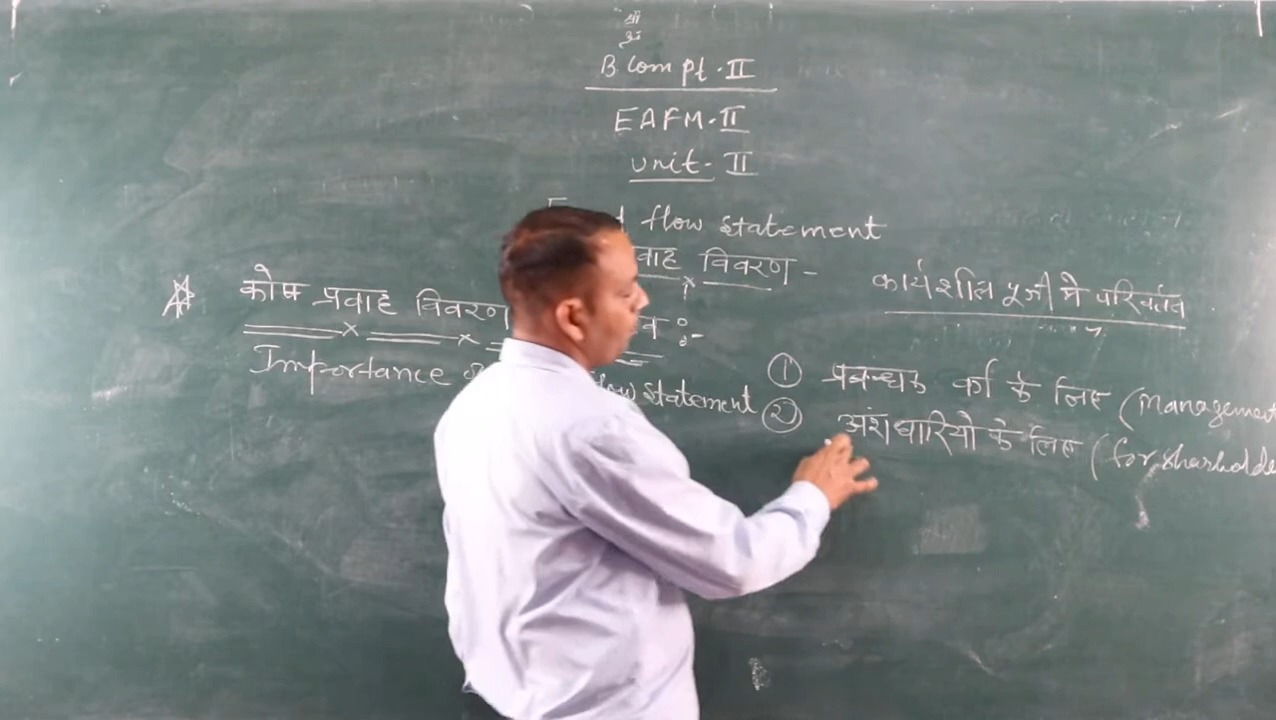 श्री
B Com pt. II
EAFM. II
Unit- II
flow statement
विवरण -
कोष प्रवाह विवरण
Importance
statement
कार्यशील पूंजी मे परिवर्तन
① प्रबन्धक वर्ग के लिए (management
② अंशधारियो के लिए (for shareholde